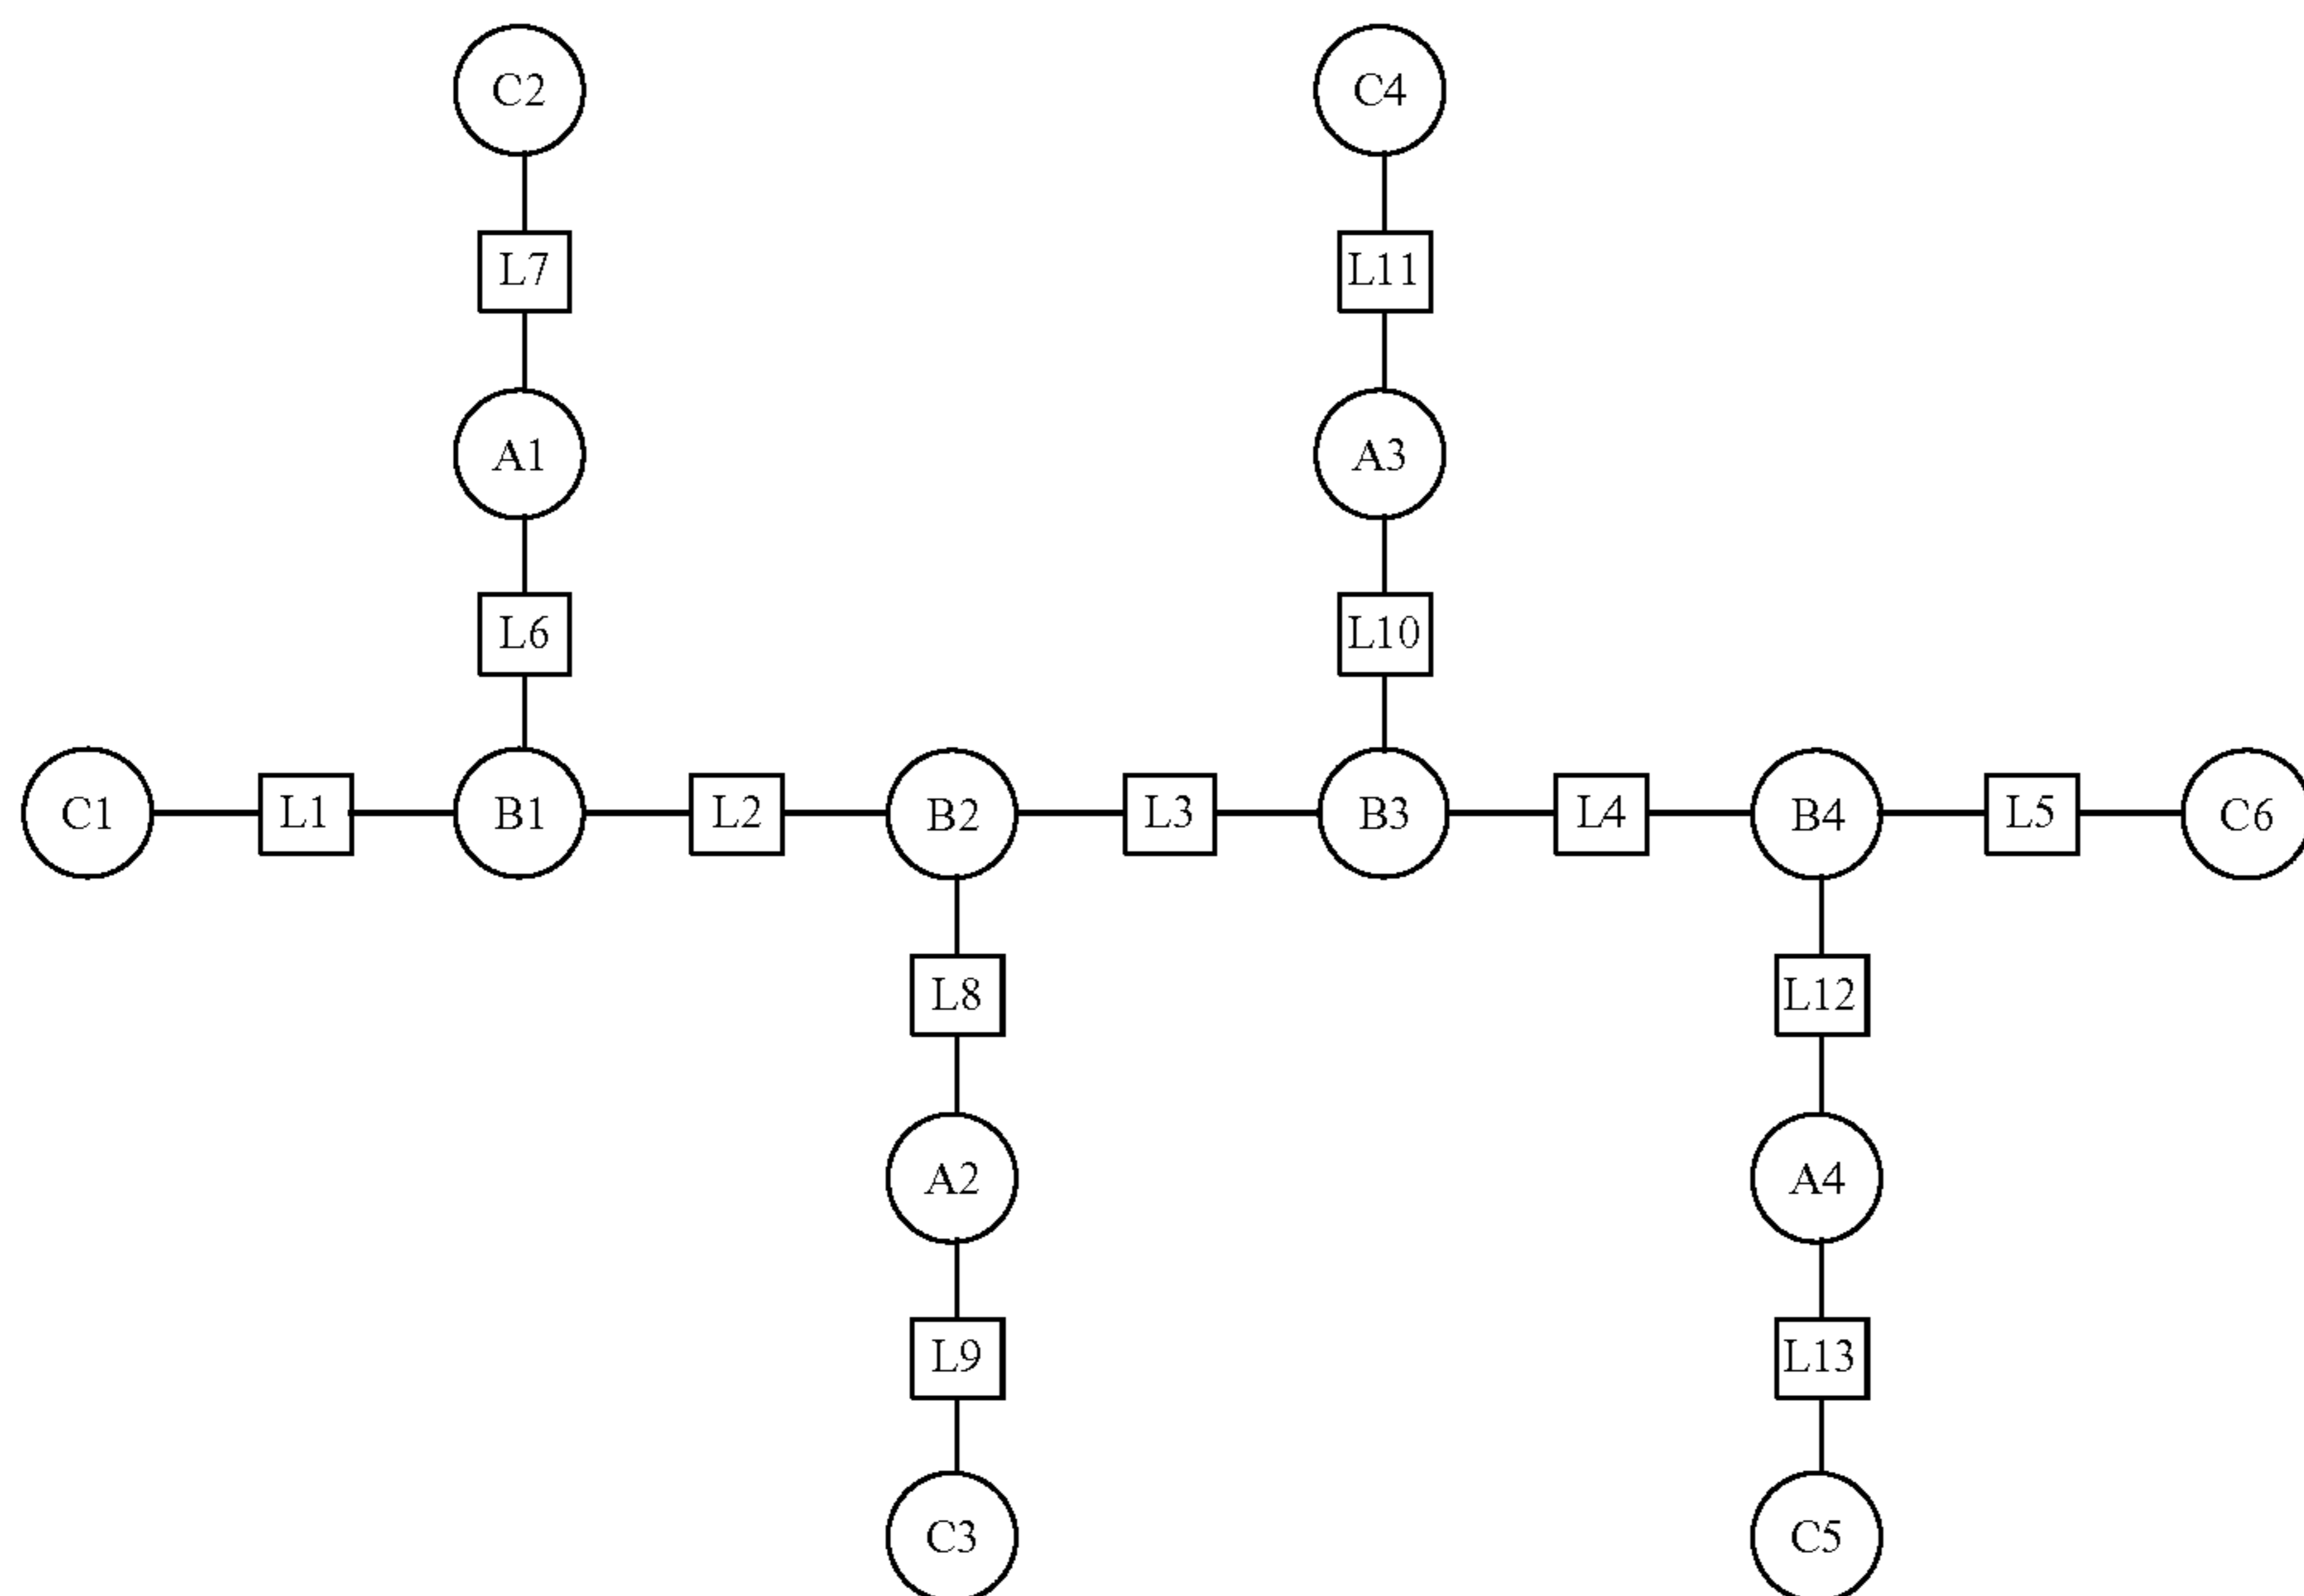 C2 C4
L7 L11
A1 A3
L6 L10
C1 L1 B1 L2 B2 L3 B3 L4 B4 L5 C6
L8 L12
A2 A4
L9 L13
C3 C5